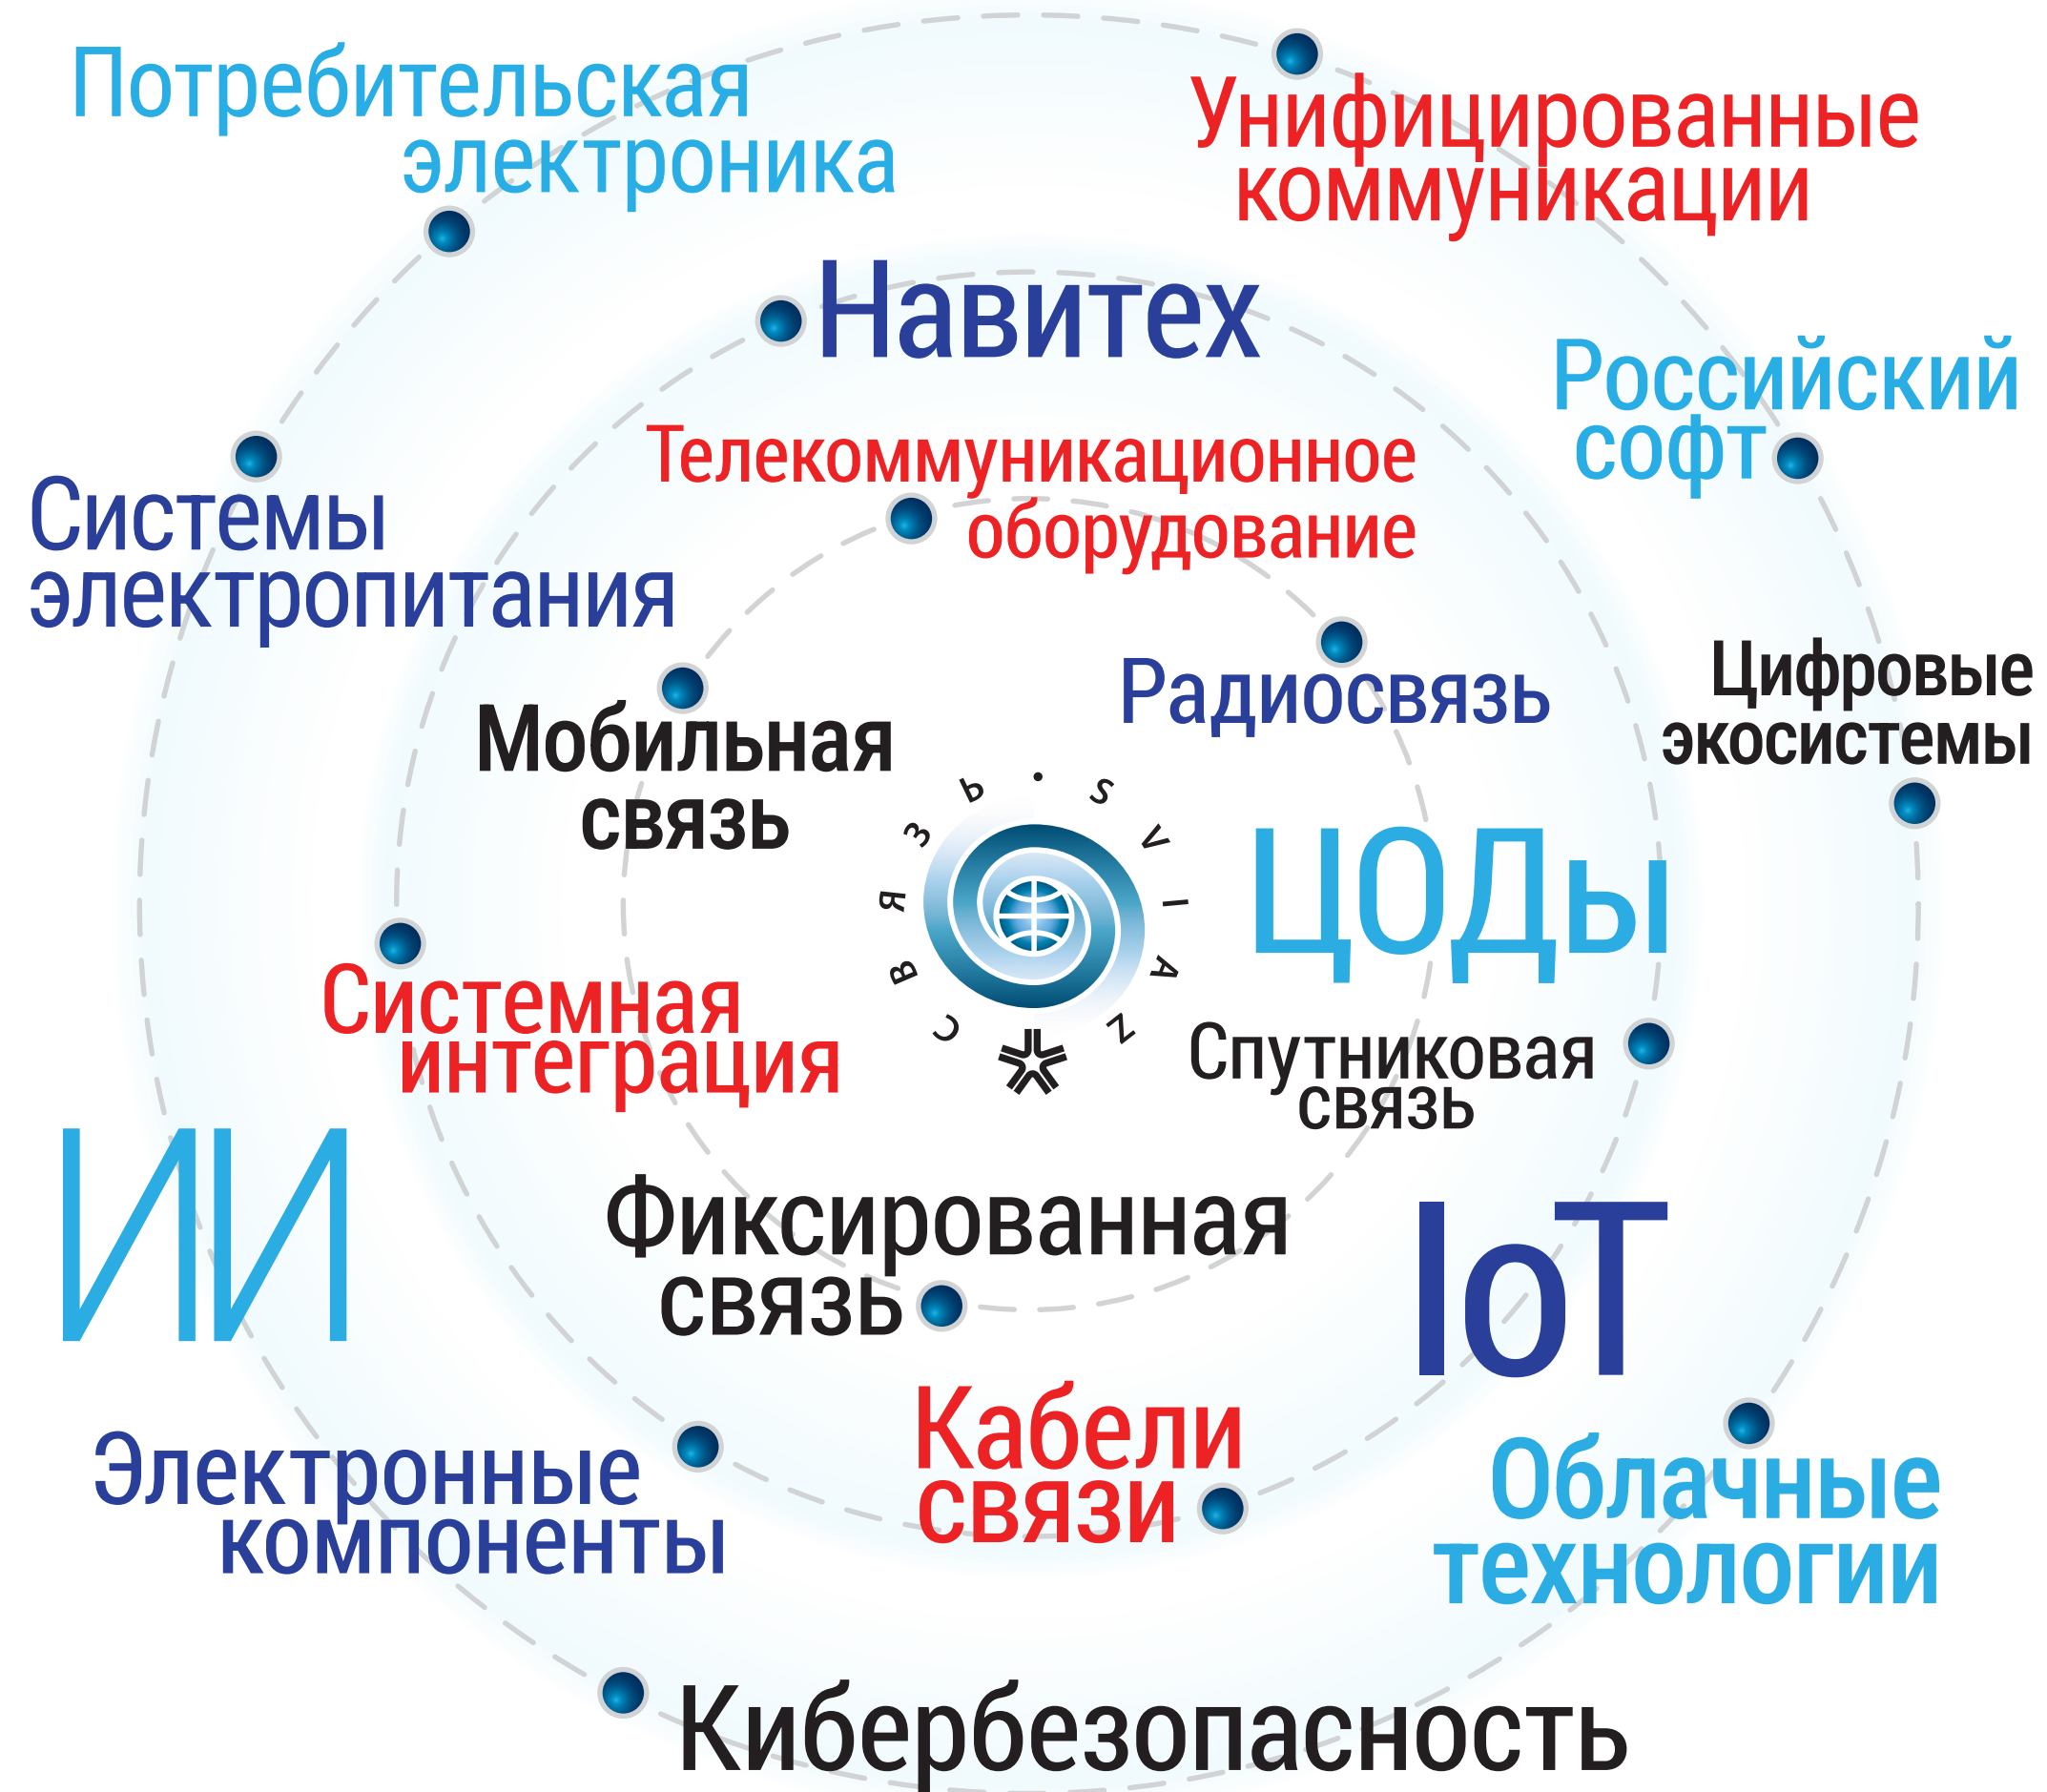 Потребительская
электроника
Унифицированные
коммуникации
Навитех
Российский
софт
Телекоммуникационное
оборудование
Системы
электропитания
Радиосвязь
Цифровые
экосистемы
Мобильная
связь
СВЯЗЬ • SVIAZ
ЦОДы
Системная
интеграция
Спутниковая
связь
ИИ
Фиксированная
связь
IoT
Кабели
связи
Электронные
компоненты
Облачные
технологии
Кибербезопасность